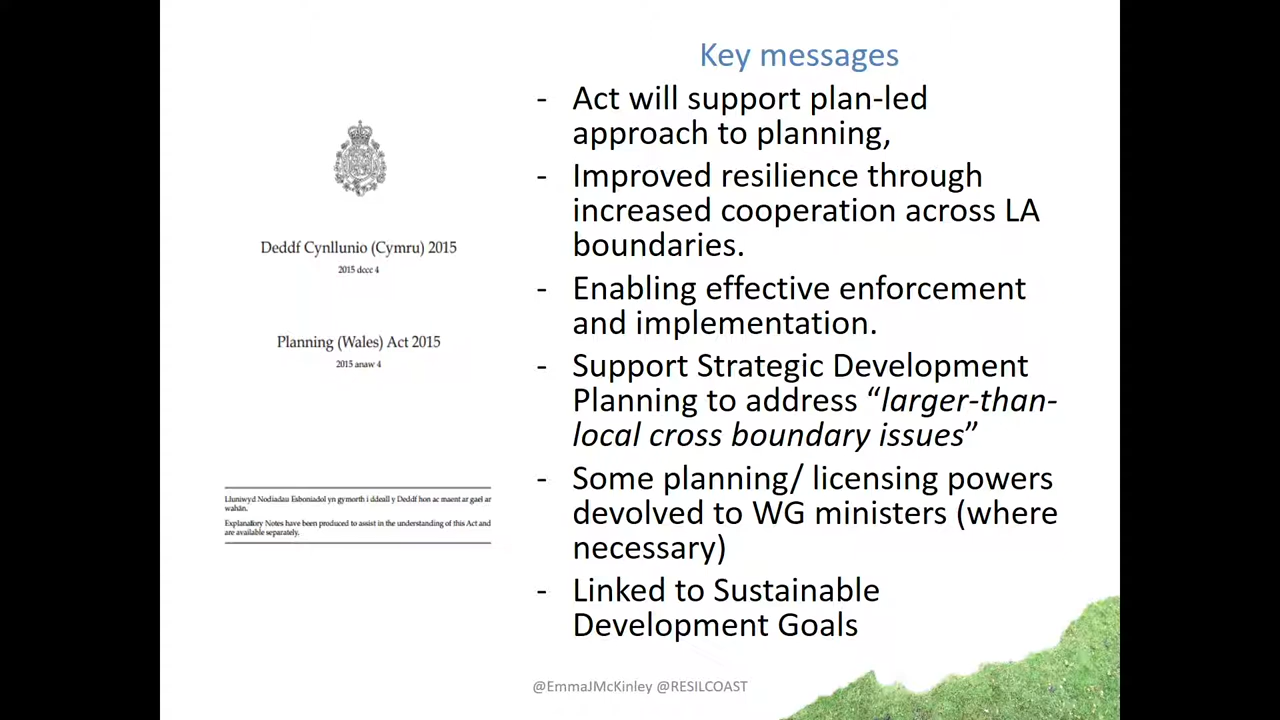 Key messages
- Act will support plan-led
approach to planning,
- Improved resilience through
increased cooperation across LA
boundaries.
- Enabling effective enforcement
and implementation.
- Support Strategic Development
Planning to address “larger-than-
local cross boundary issues”
- Some planning/ licensing powers
devolved to WG ministers (where
necessary)
- Linked to Sustainable
Development Goals
Deddf Cynllunio (Cymru) 2015
2015 dccc 4
Planning (Wales) Act 2015
2015 anaw 4
Lluniwyd Nodiadau Esboniadol yn gymorth i ddeall y Deddf hon ac maent ar gael ar
wahân.
Explanatory Notes have been produced to assist in the understanding of this Act and
are available separately.
@EmmaJMcKinley @RESILCOAST